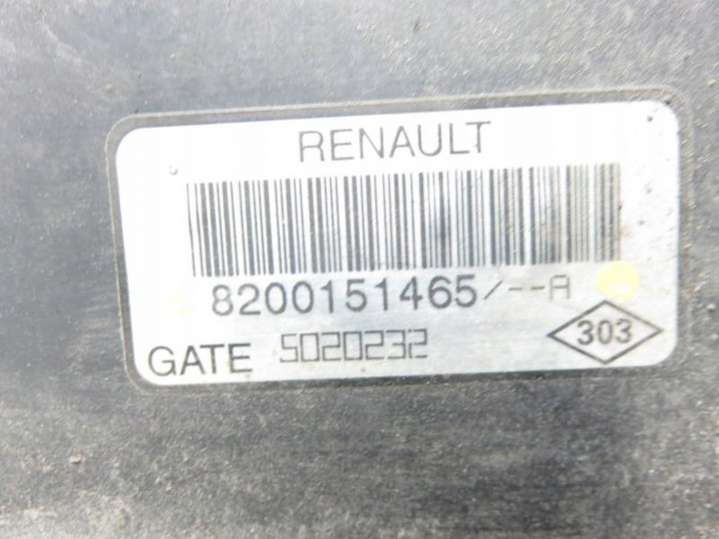 RENAULT
8200151465/--A
303
GATE 5020232